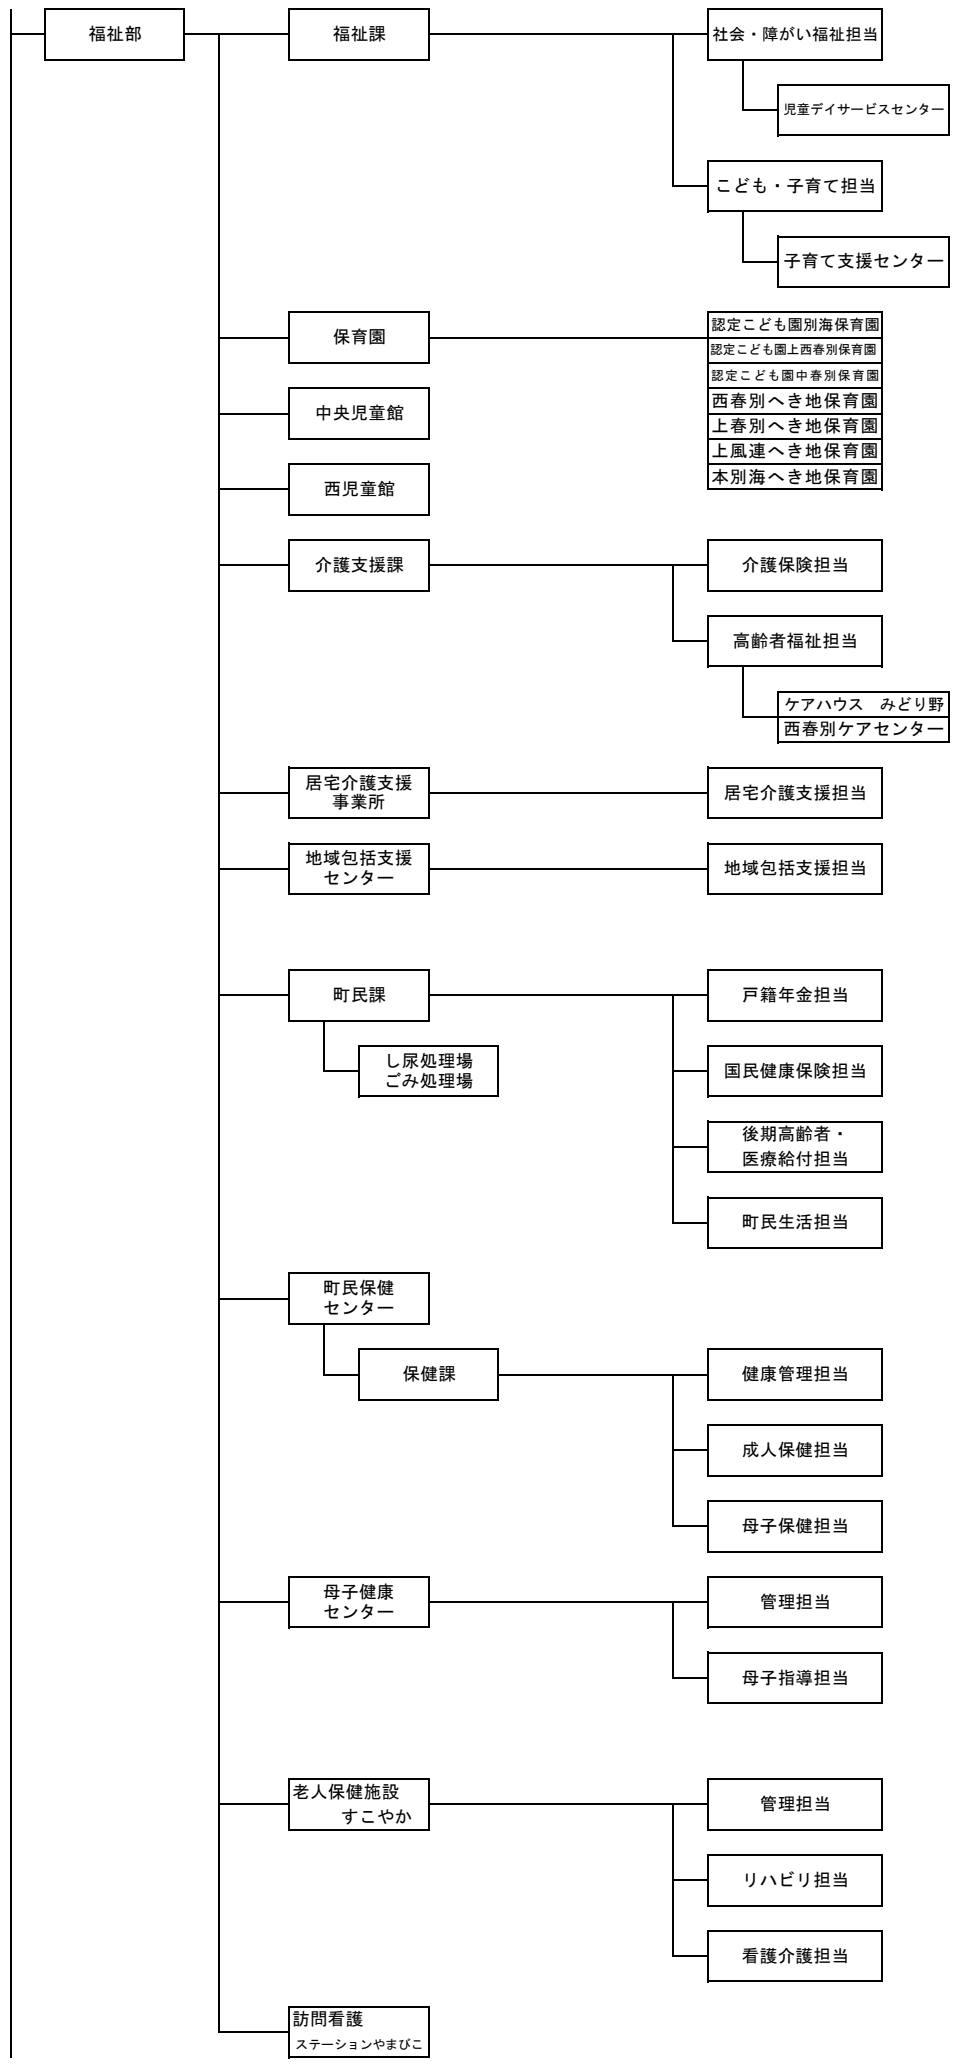 福祉部
福祉課
社会・障がい福祉担当
児童デイサービスセンター
こども・子育て担当
子育て支援センター
保育園
認定こども園別海保育園
認定こども園上西春別保育園
認定こども園中春別保育園
西春別へき地保育園
上春別へき地保育園
上風連へき地保育園
本別海へき地保育園
中央児童館
西児童館
介護支援課
介護保険担当
高齢者福祉担当
ケアハウス　みどり野
西春別ケアセンター
居宅介護支援
事業所
居宅介護支援担当
地域包括支援
センター
地域包括支援担当
町民課
戸籍年金担当
し尿処理場
ごみ処理場
国民健康保険担当
後期高齢者・
医療給付担当
町民生活担当
町民保健
センター
保健課
健康管理担当
成人保健担当
母子保健担当
母子健康
センター
管理担当
母子指導担当
老人保健施設
すこやか
管理担当
リハビリ担当
看護介護担当
訪問看護
ステーションやまびこ